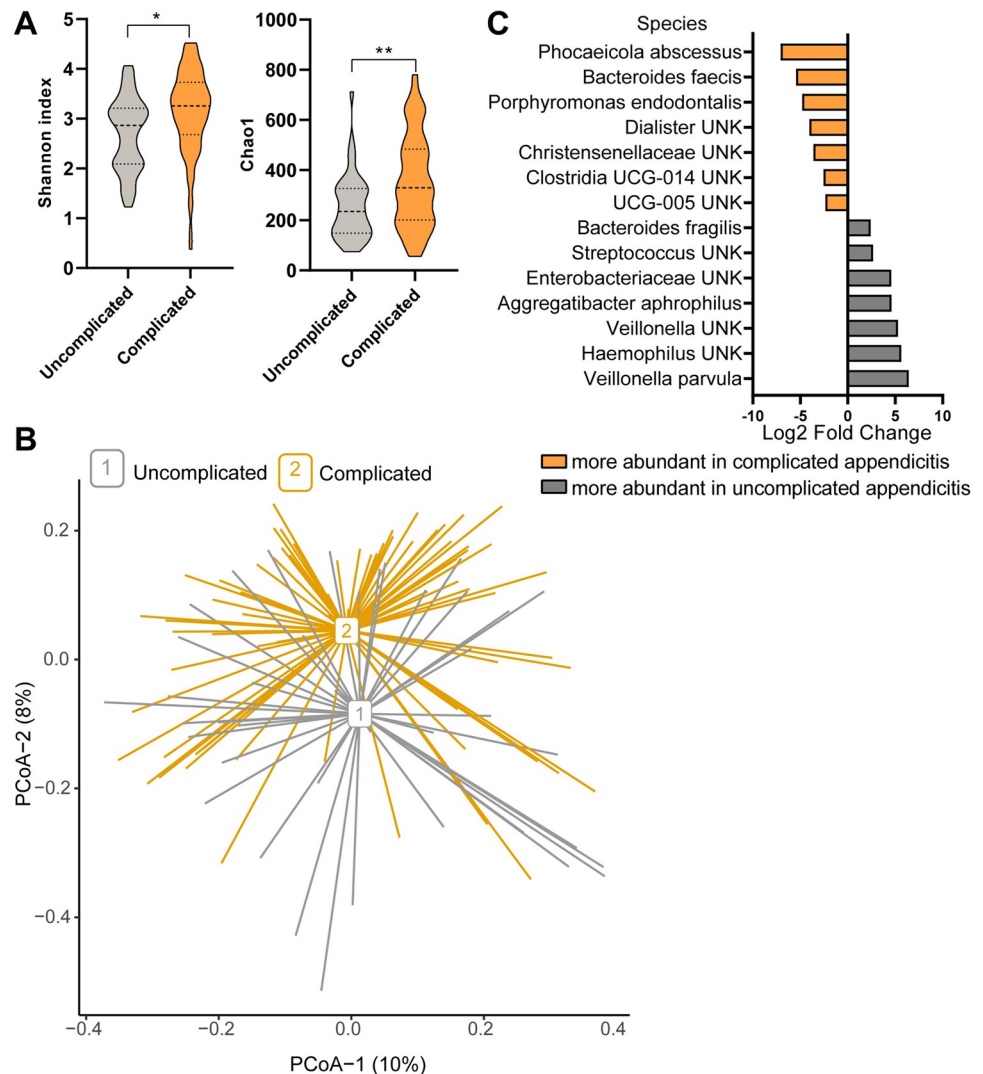 A
Shannon index
5
4
3
2
1
0
*
Uncomplicated
Complicated
Chao1
1000
800
600
400
200
0
**
Uncomplicated
Complicated
C
Species
Phocaeicola abscessus
Bacteroides faecis
Porphyromonas endodontalis
Dialister UNK
Christensenellaceae UNK
Clostridia UCG-014 UNK
UCG-005 UNK
Bacteroides fragilis
Streptococcus UNK
Enterobacteriaceae UNK
Aggregatibacter aphrophilus
Veillonella UNK
Haemophilus UNK
Veillonella parvula
-10 -5 0 5 10
Log2 Fold Change
more abundant in complicated appendicitis
more abundant in uncomplicated appendicitis
B
1 Uncomplicated 2 Complicated
PCoA−2 (8%)
0.2
0.0
−0.2
−0.4
2
1
−0.4 −0.2 0.0 0.2 0.4
PCoA−1 (10%)